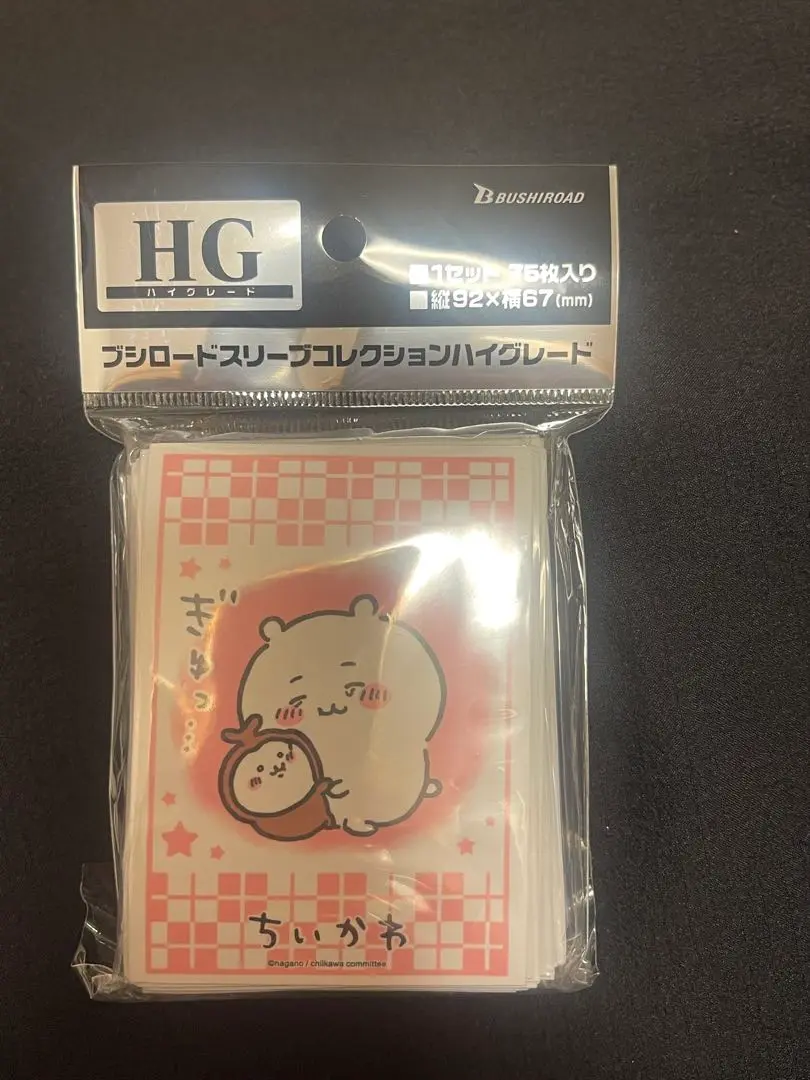 BUSHIROAD
HG
ハイグレード
■1セット 75枚入り
■縦92×横67(mm)
ブシロードスリーブコレクションハイグレード
ぎゅっ…
ちいかわ
©nagano / chiikawa committee